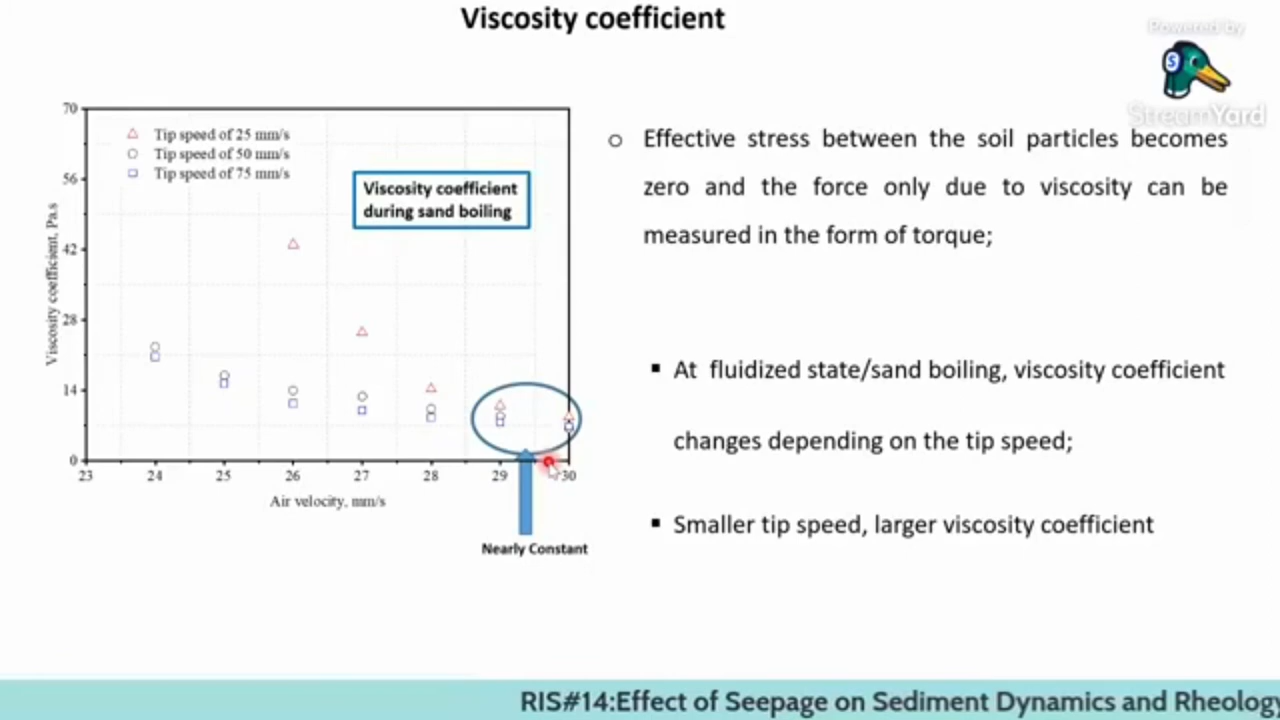 Viscosity coefficient
Powered by
S
StreamYard
70
56
42
28
14
0
Viscosity coefficient, Pa.s
Tip speed of 25 mm/s
Tip speed of 50 mm/s
Tip speed of 75 mm/s
Viscosity coefficient
during sand boiling
23 24 25 26 27 28 29 30
Air velocity, mm/s
Nearly Constant
Effective stress between the soil particles becomes
zero and the force only due to viscosity can be
measured in the form of torque;
At fluidized state/sand boiling, viscosity coefficient
changes depending on the tip speed;
Smaller tip speed, larger viscosity coefficient
RIS#14:Effect of Seepage on Sediment Dynamics and Rheology